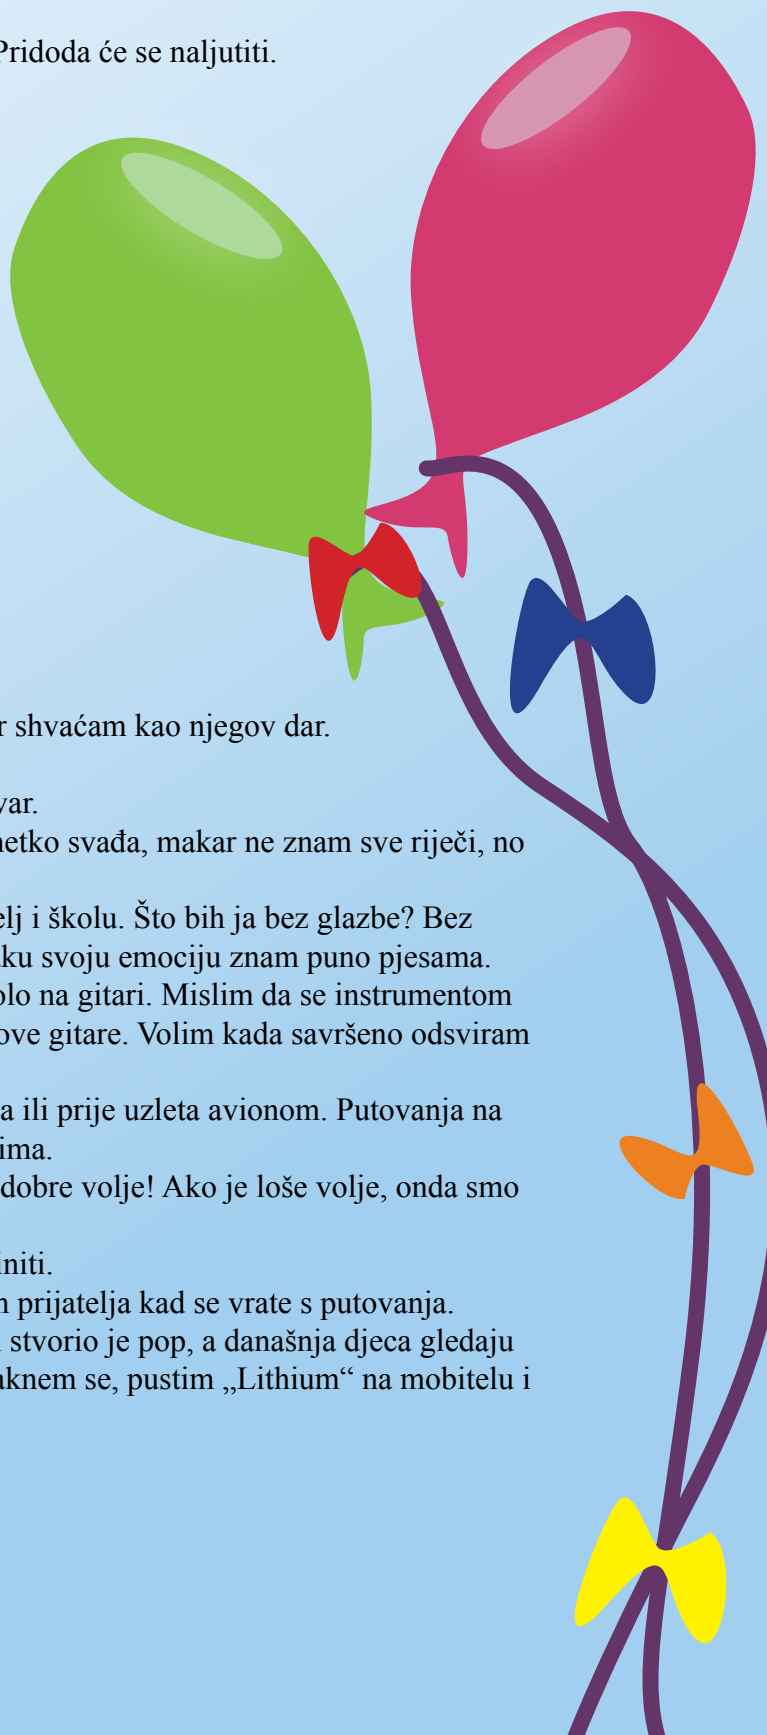 Pridoda će se naljutiti.
shvaćam kao njegov dar.
var.
netko svađa, makar ne znam sve riječi, no
elj i školu. Što bih ja bez glazbe? Bez
ku svoju emociju znam puno pjesama.
olo na gitari. Mislim da se instrumentom
ove gitare. Volim kada savršeno odsviram
a ili prije uzleta avionom. Putovanja na
ima.
dobre volje! Ako je loše volje, onda smo
initi.
prijatelja kad se vrate s putovanja.
stvorio je pop, a današnja djeca gledaju
aknem se, pustim „Lithium“ na mobitelu i